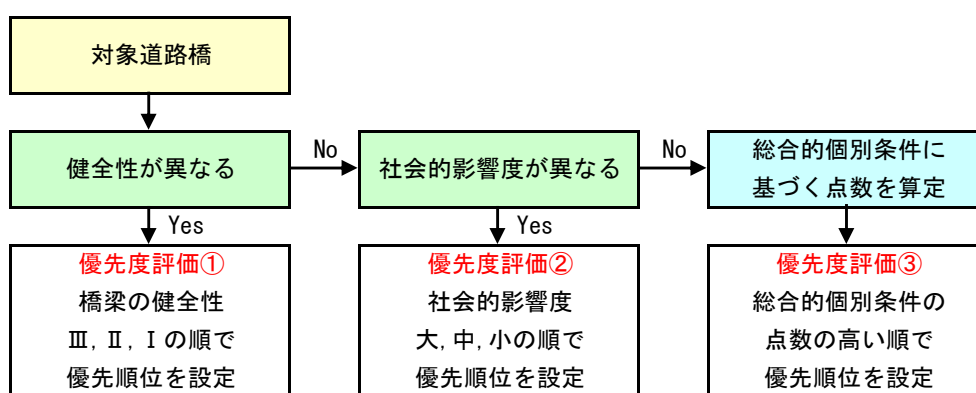 対象道路橋
健全性が異なる
No
社会的影響度が異なる
No
総合的個別条件に
基づく点数を算定
Yes
Yes
優先度評価①
橋梁の健全性
Ⅲ,Ⅱ,Ⅰの順で
優先順位を設定
優先度評価②
社会的影響度
大,中,小の順で
優先順位を設定
優先度評価③
総合的個別条件の
点数の高い順で
優先順位を設定